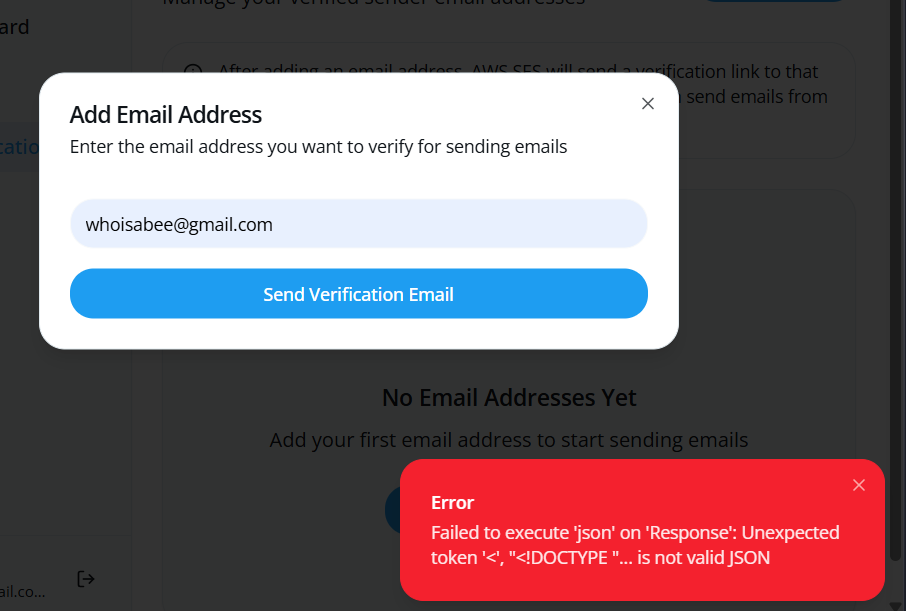 Manage your verified sender email addresses
ard
After adding an email address, AWS SES will send a verification link to that
send emails from
Add Email Address
Enter the email address you want to verify for sending emails
catio
whoisabee@gmail.com
Send Verification Email
No Email Addresses Yet
Add your first email address to start sending emails
Error
Failed to execute 'json' on 'Response': Unexpected
token '<', "<!DOCTYPE "... is not valid JSON
ail.co...